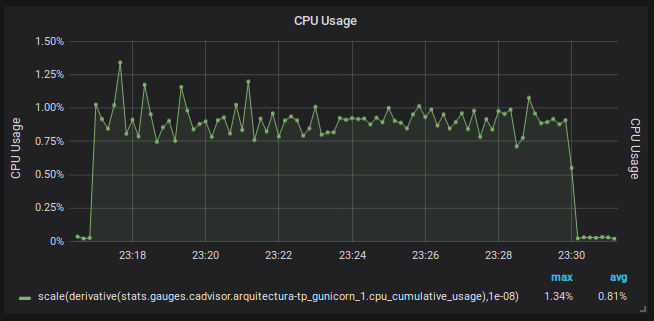 CPU Usage
1.50%
1.25%
1.00%
0.75%
0.50%
0.25%
0%
CPU Usage
CPU Usage
23:18 23:20 23:22 23:24 23:26 23:28 23:30
max avg
scale(derivative(stats.gauges.cadvisor.arquitectura-tp_gunicorn_1.cpu_cumulative_usage),1e-08) 1.34% 0.81%